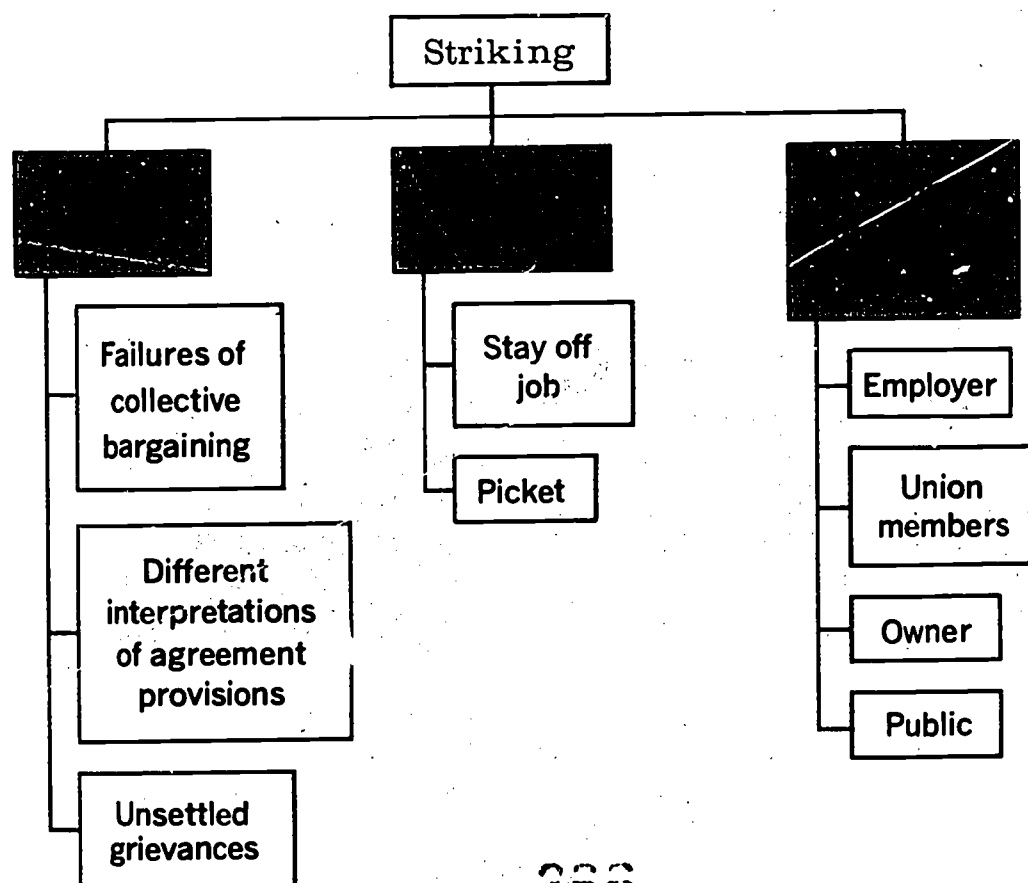 Striking
Failures of
collective
bargaining
Different
interpretations
of agreement
provisions
Unsettled
grievances
Stay off
job
Picket
Employer
Union
members
Owner
Public